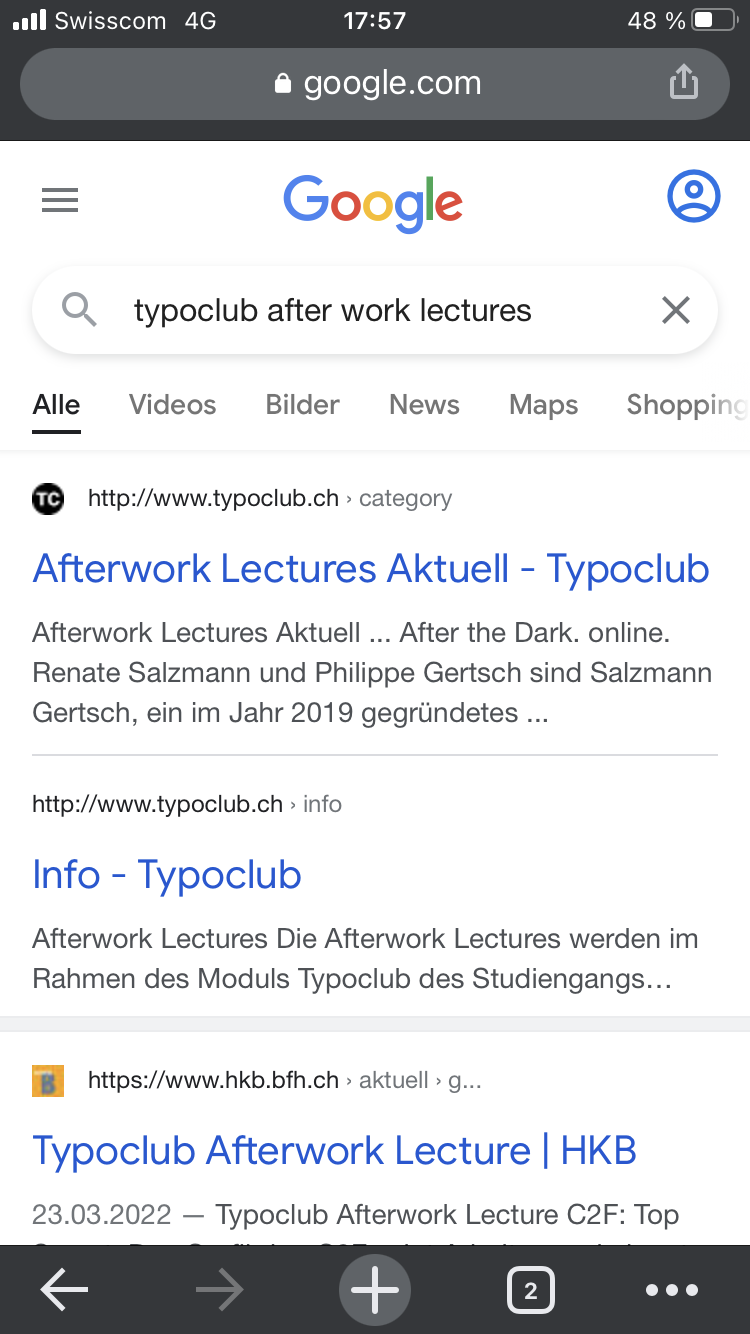 Swisscom 4G 17:57 48 %
google.com
Google
typoclub after work lectures
Alle Videos Bilder News Maps Shopping
TC http://www.typoclub.ch › category
Afterwork Lectures Aktuell - Typoclub
Afterwork Lectures Aktuell ... After the Dark. online.
Renate Salzmann und Philippe Gertsch sind Salzmann
Gertsch, ein im Jahr 2019 gegründetes ...
http://www.typoclub.ch › info
Info - Typoclub
Afterwork Lectures Die Afterwork Lectures werden im
Rahmen des Moduls Typoclub des Studiengangs...
B https://www.hkb.bfh.ch › aktuell › g...
Typoclub Afterwork Lecture | HKB
23.03.2022 — Typoclub Afterwork Lecture C2F: Top
2